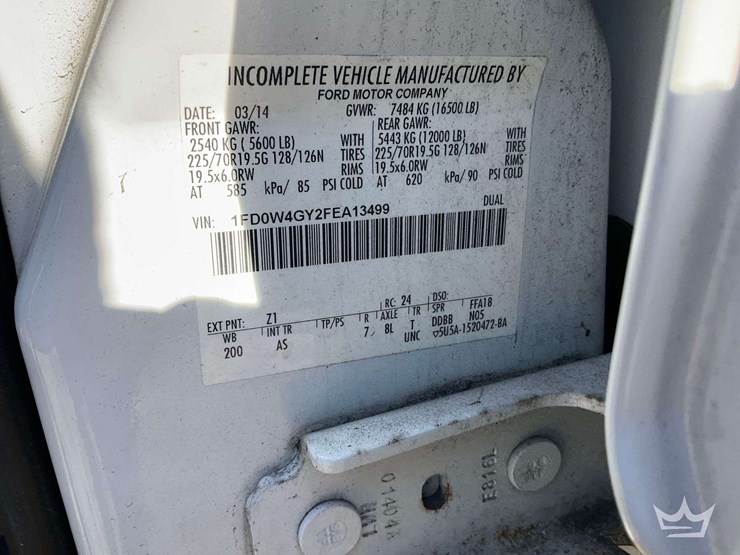 INCOMPLETE VEHICLE MANUFACTURED BY
FORD MOTOR COMPANY
DATE: 03/14 GVWR: 7484 KG (16500 LB)
FRONT GAWR: REAR GAWR:
2540 KG ( 5600 LB) WITH 5443 KG (12000 LB) WITH
225/70R19.5G 128/126N TIRES 225/70R19.5G 128/126N TIRES
19.5x6.0RW RIMS 19.5x6.0RW RIMS
AT 585 kPa/ 85 PSI COLD AT 620 kPa/ 90 PSI COLD
DUAL
VIN: 1FD0W4GY2FEA13499
EXT PNT: Z1 RC: 24 DSO:
WB INT TR TP/PS R AXLE TR SPR FFA18
200 AS 7 8L T DDBB N05
UNC 5U5A-1520472-BA
E816L